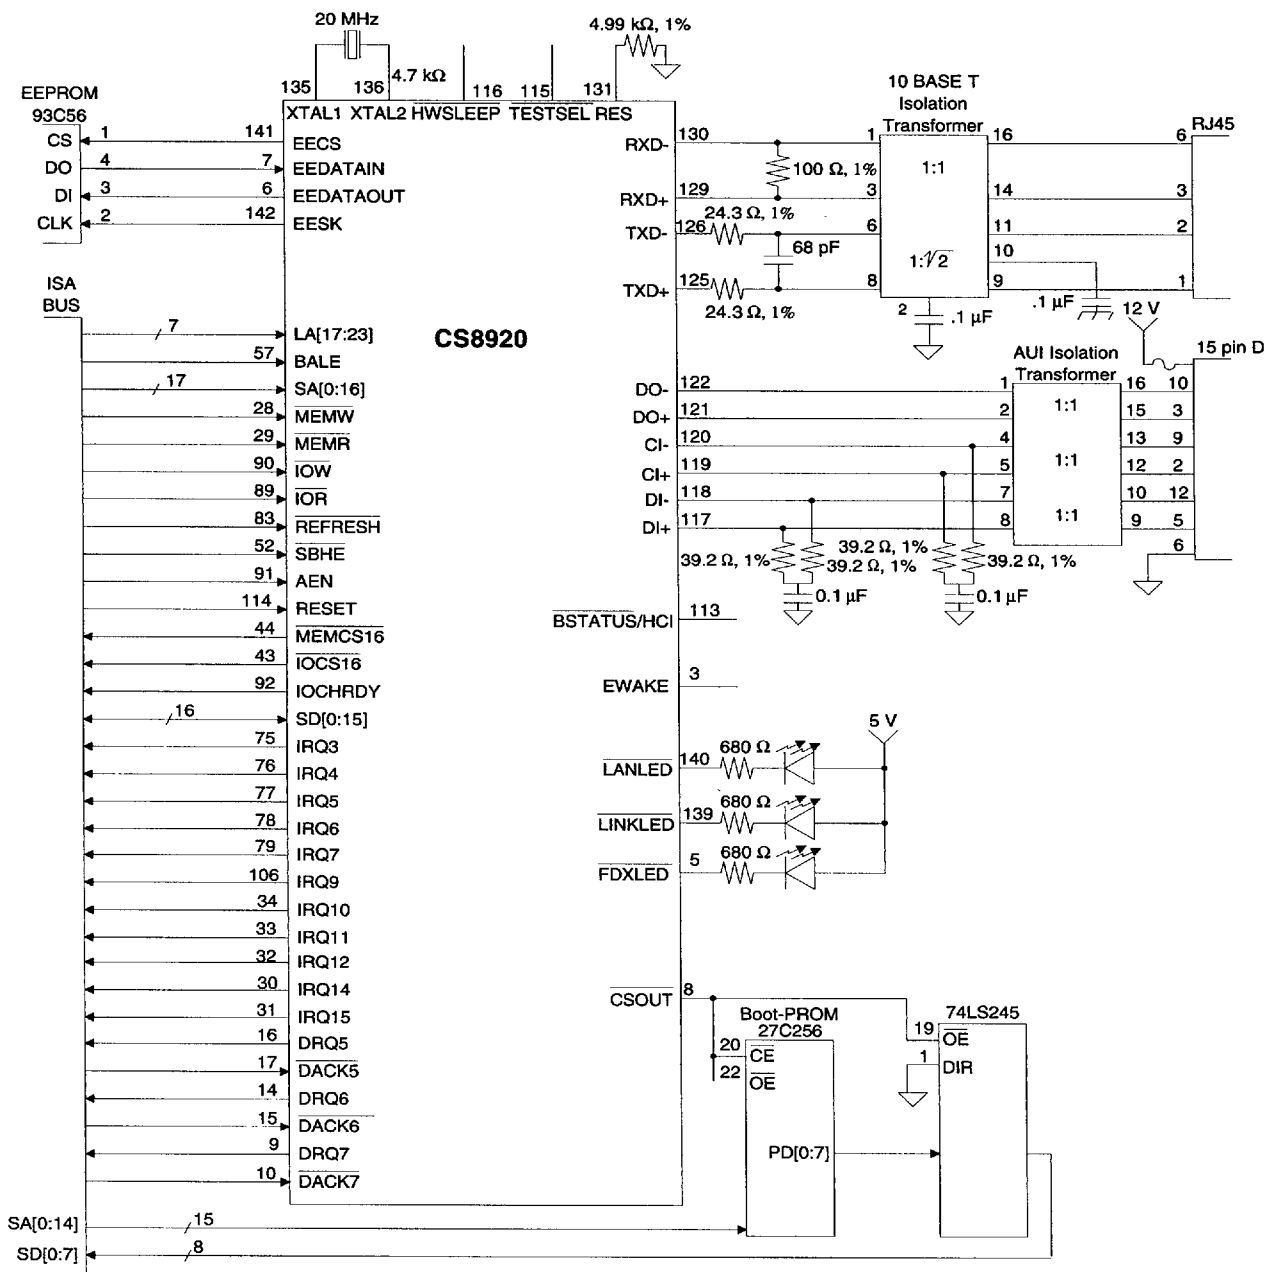 20 MHz
4.99 kΩ, 1%
4.7 kΩ
135 136 116 115 131
XTAL1 XTAL2 HWSLEEP TESTSEL RES
EEPROM
93C56
CS 1 141 EECS
DO 4 7 EEDATAIN
DI 3 6 EEDATAOUT
CLK 2 142 EESK
ISA
BUS
7 LA[17:23]
57 BALE
17 SA[0:16]
28 MEMW
29 MEMR
90 IOW
89 IOR
83 REFRESH
52 SBHE
91 AEN
114 RESET
44 MEMCS16
43 IOCS16
92 IOCHRDY
16 SD[0:15]
75 IRQ3
76 IRQ4
77 IRQ5
78 IRQ6
79 IRQ7
106 IRQ9
34 IRQ10
33 IRQ11
32 IRQ12
30 IRQ14
31 IRQ15
16 DRQ5
17 DACK5
14 DRQ6
15 DACK6
9 DRQ7
10 DACK7
SA[0:14] 15
SD[0:7] 8
CS8920
10 BASE T
Isolation
Transformer
RJ45
RXD- 130 1 16 6
1:1
100 Ω, 1%
RXD+ 129 3 14 3
24.3 Ω, 1%
TXD- 126 6 11 2
68 pF
1:√2
10
TXD+ 125 8 9 1
24.3 Ω, 1%
2 .1 µF
.1 µF
12 V
AUI Isolation
Transformer
15 pin D
DO- 122 1 16 10
1:1
DO+ 121 2 15 3
CI- 120 4 13 9
1:1
CI+ 119 5 12 2
DI- 118 7 10 12
1:1
DI+ 117 8 9 5
6
39.2 Ω, 1% 39.2 Ω, 1%
39.2 Ω, 1% 39.2 Ω, 1%
0.1 µF 0.1 µF
BSTATUS/HCI 113
EWAKE 3
5 V
680 Ω
LANLED 140
680 Ω
LINKLED 139
680 Ω
FDXLED 5
CSOUT 8
Boot-PROM
27C256
20 CE
22 OE
PD[0:7]
74LS245
19 OE
1 DIR